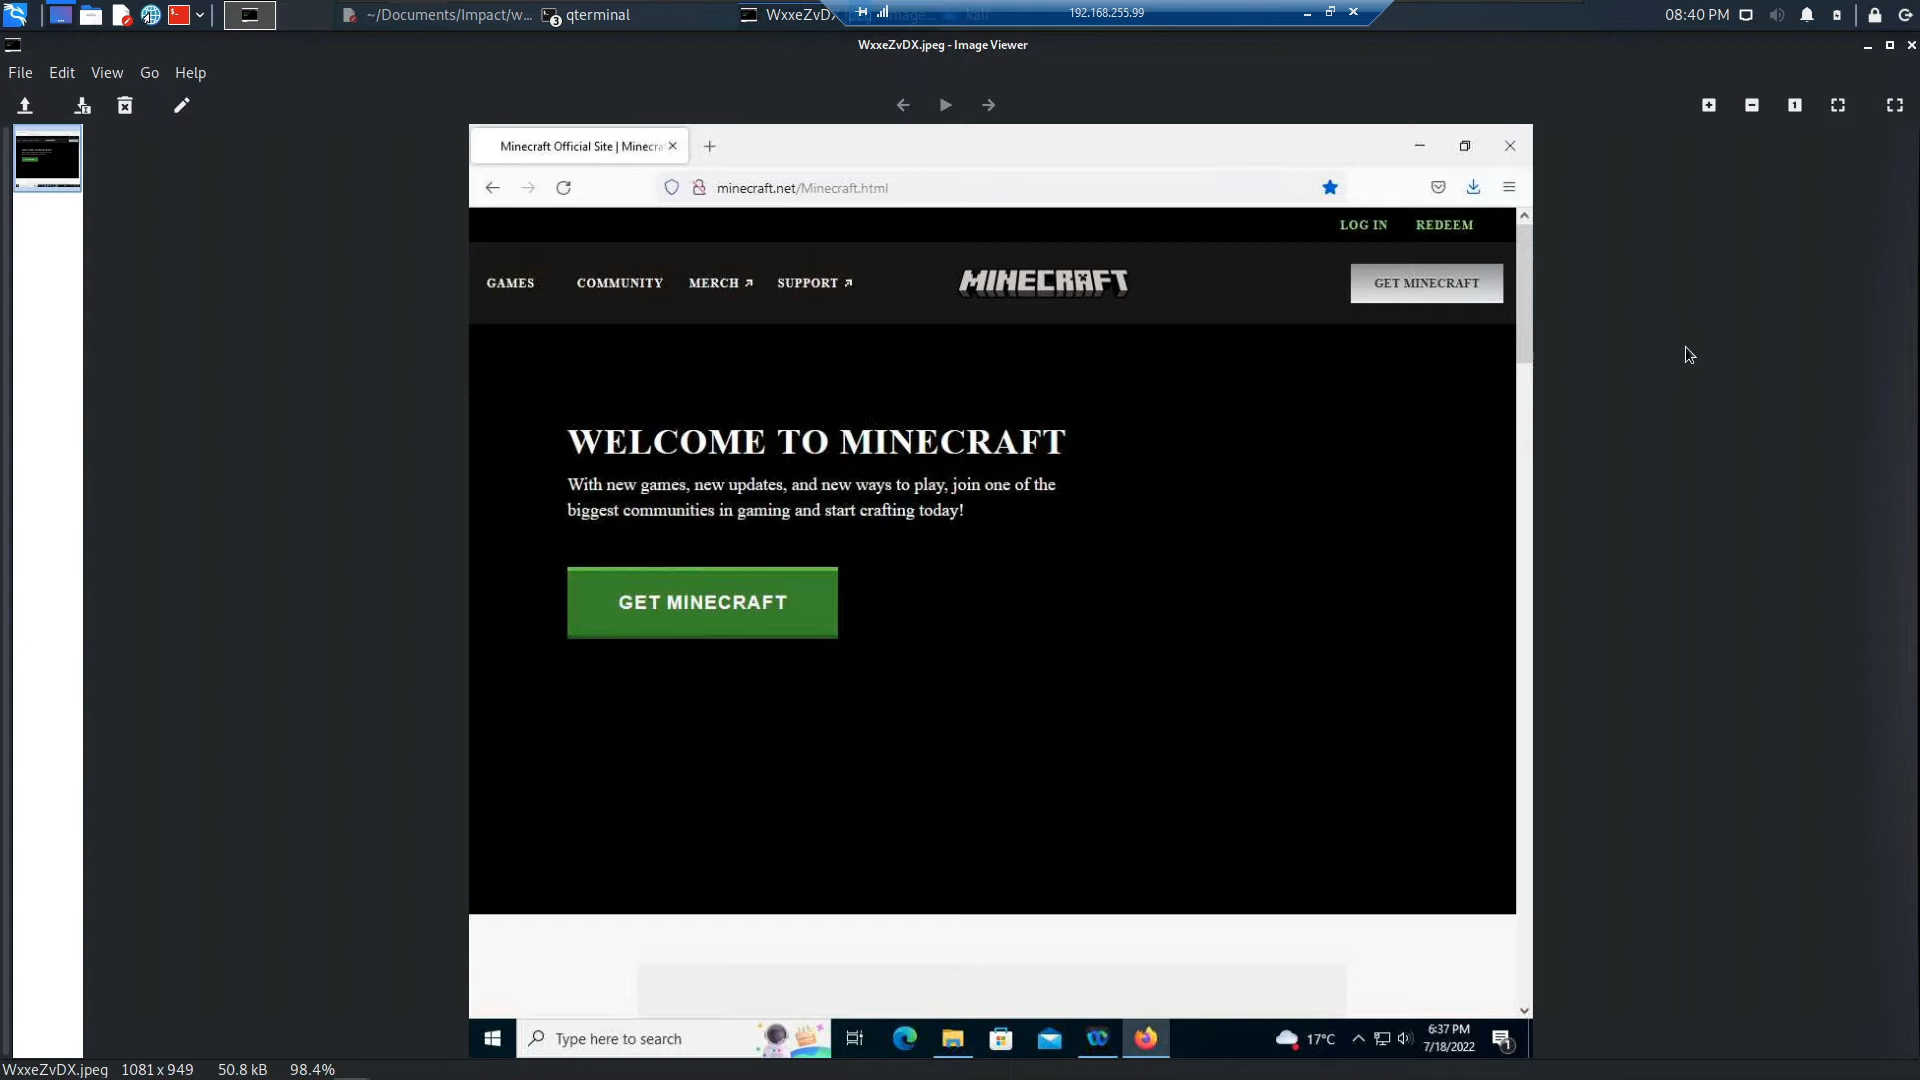 ~/Documents/Impact/w...
3 qterminal
WxxeZvDX
192.168.255.99
08:40 PM
WxxeZvDX.jpeg - Image Viewer
File Edit View Go Help
Minecraft Official Site | Minecra
minecraft.net/Minecraft.html
LOG IN REDEEM
GAMES COMMUNITY MERCH SUPPORT MINECRAFT GET MINECRAFT
WELCOME TO MINECRAFT
With new games, new updates, and new ways to play, join one of the
biggest communities in gaming and start crafting today!
GET MINECRAFT
Type here to search
17°C
6:37 PM
7/18/2022
1
WxxeZvDX.jpeg 1081 x 949 50.8 kB 98.4%